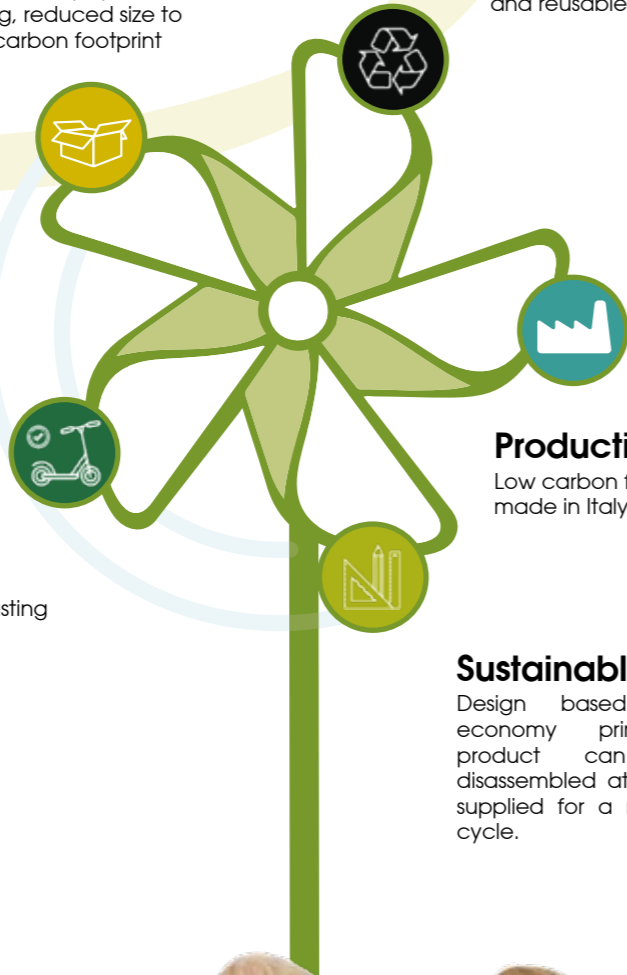 g, reduced size to
carbon footprint
and reusable
Producti
Low carbon f
made in Italy
sting
Sustainabl
Design based
economy prin
product can
disassembled at
supplied for a
cycle.